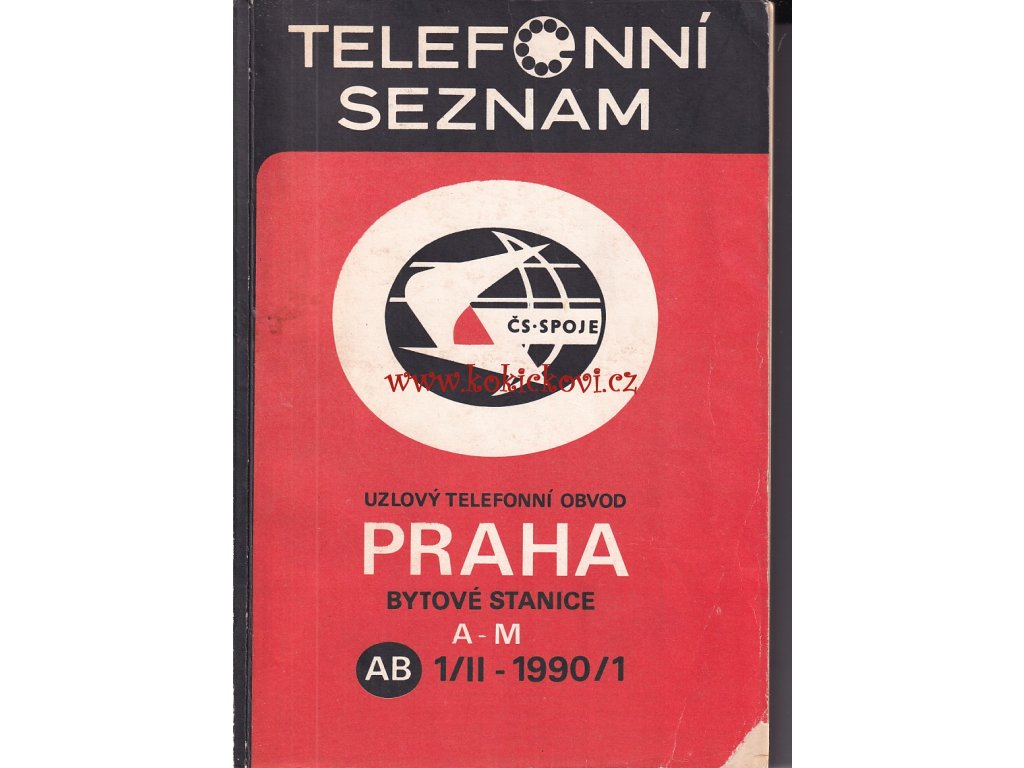 TELEFONNÍ
SEZNAM
ČS·SPOJE
www.kokickovi.cz
UZLOVÝ TELEFONNÍ OBVOD
PRAHA
BYTOVÉ STANICE
A - M
AB 1/II - 1990/1